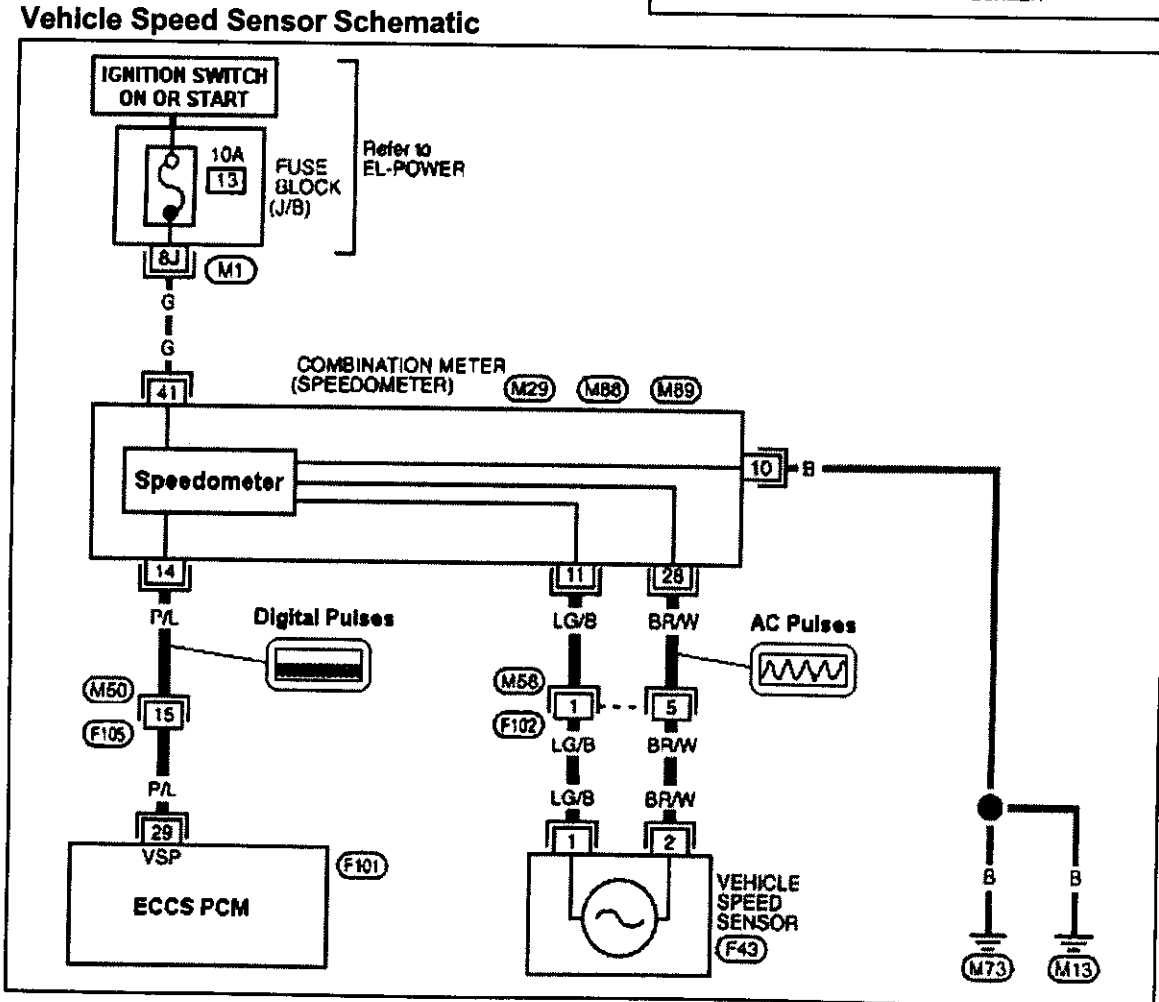 Vehicle Speed Sensor Schematic
IGNITION SWITCH
ON OR START
10A
13
FUSE
BLOCK
(J/B)
Refer to
EL-POWER
8J
M1
G
G
COMBINATION METER
(SPEEDOMETER)
M29
M88
M89
41
Speedometer
10
B
14
11
28
P/L
Digital Pulses
LG/B
BR/W
AC Pulses
M50
15
F105
M58
1
5
F102
LG/B
BR/W
P/L
LG/B
BR/W
29
VSP
1
2
ECCS PCM
F101
VEHICLE
SPEED
SENSOR
F43
B
B
M73
M13